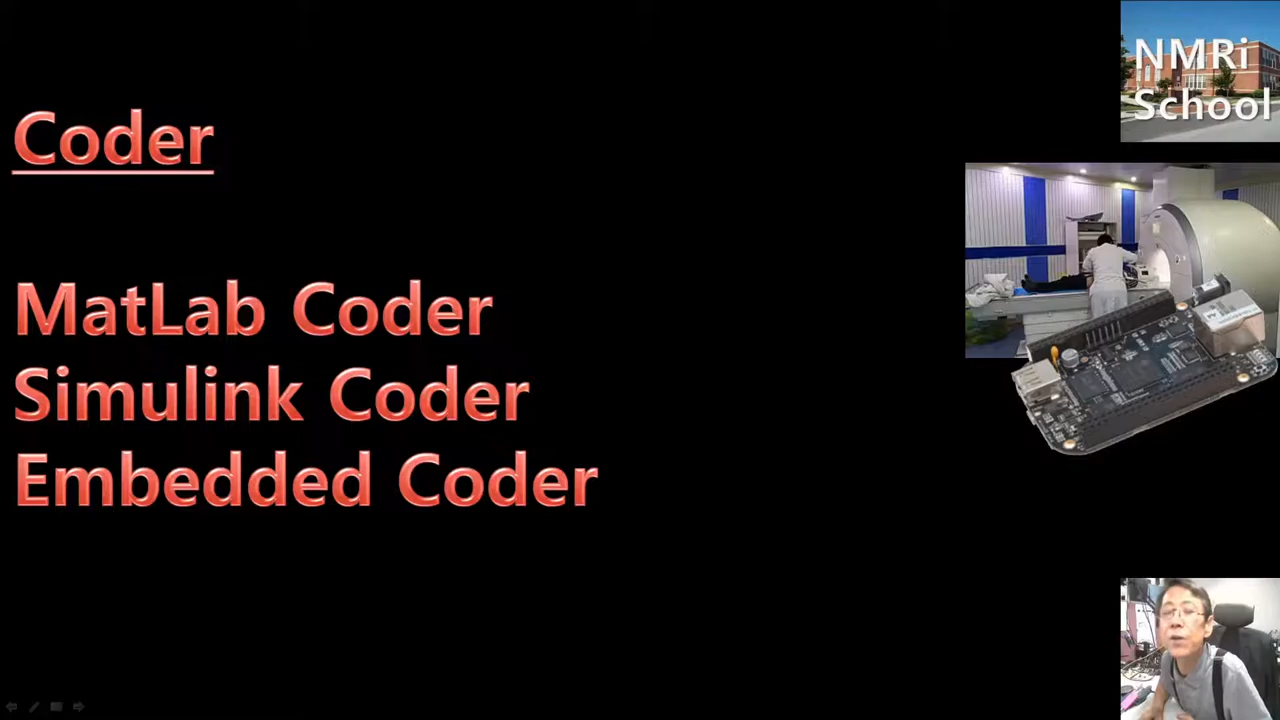 Coder
MatLab Coder
Simulink Coder
Embedded Coder
NMRi
School